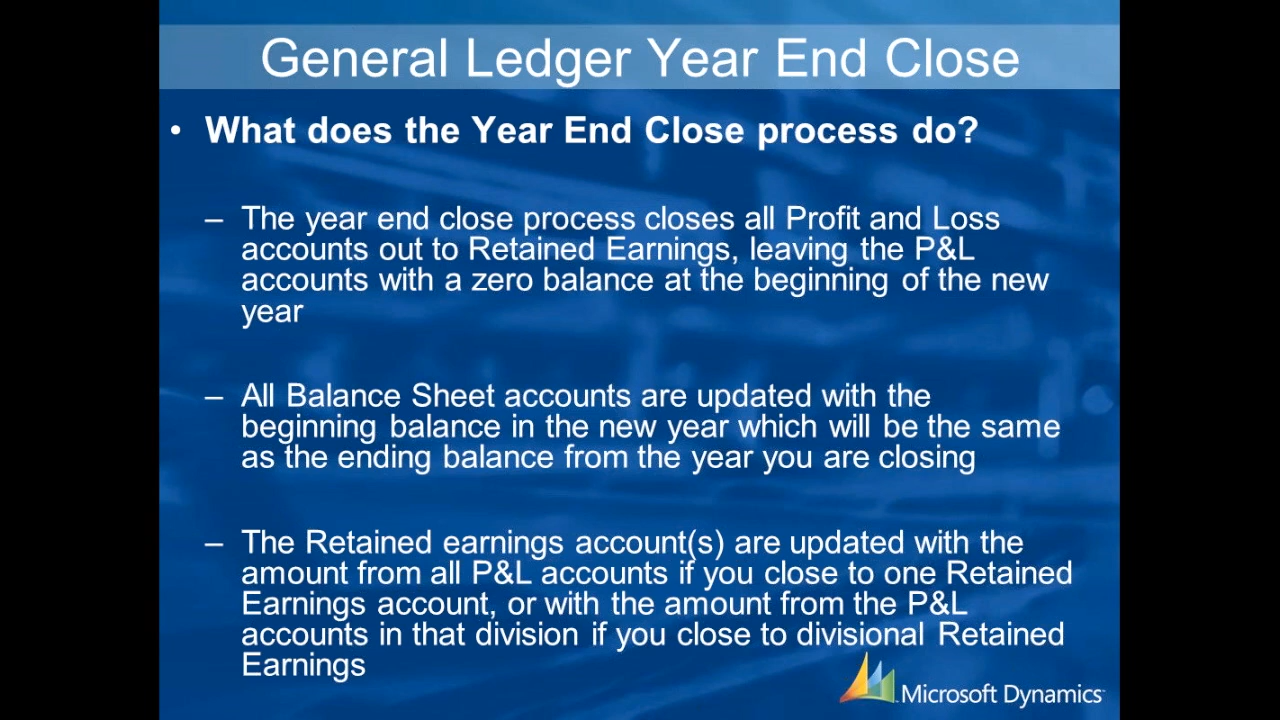 General Ledger Year End Close
• What does the Year End Close process do?
– The year end close process closes all Profit and Loss
accounts out to Retained Earnings, leaving the P&L
accounts with a zero balance at the beginning of the new
year
– All Balance Sheet accounts are updated with the
beginning balance in the new year which will be the same
as the ending balance from the year you are closing
– The Retained earnings account(s) are updated with the
amount from all P&L accounts if you close to one Retained
Earnings account, or with the amount from the P&L
accounts in that division if you close to divisional Retained
Earnings
Microsoft Dynamics